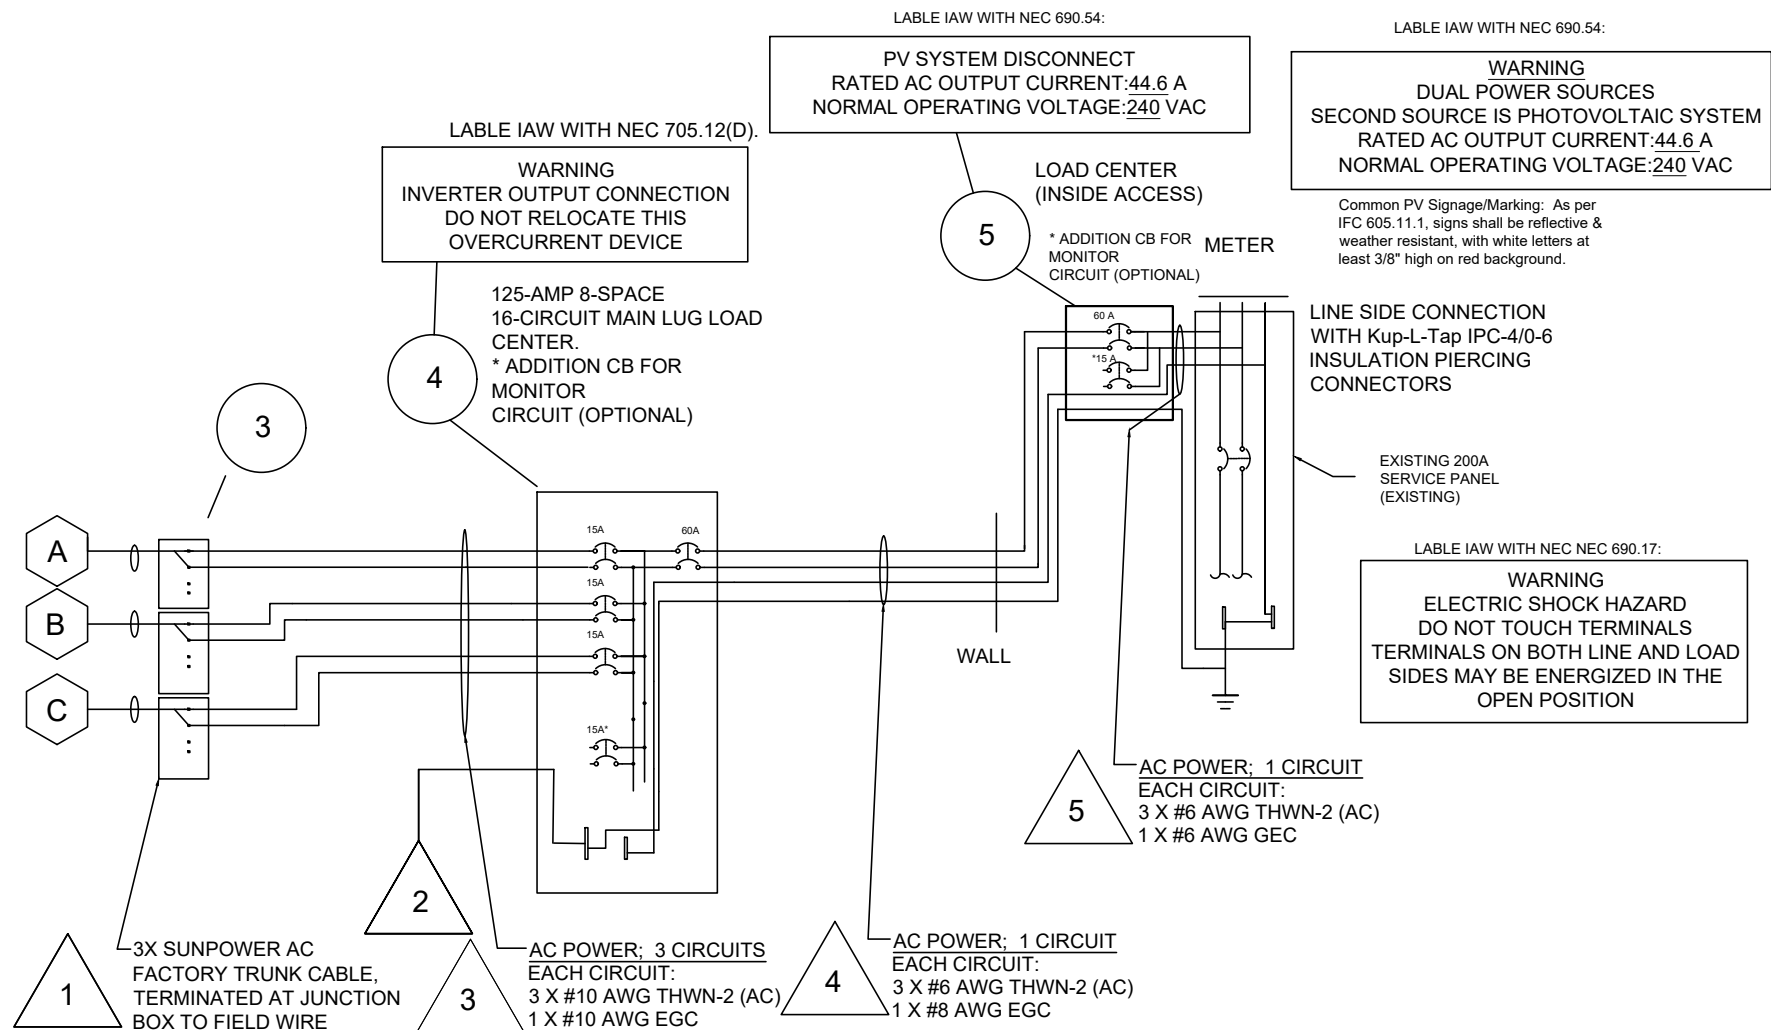 LABLE IAW WITH NEC 690.54:
PV SYSTEM DISCONNECT
RATED AC OUTPUT CURRENT:44.6 A
NORMAL OPERATING VOLTAGE:240 VAC
LABLE IAW WITH NEC 690.54:
WARNING
DUAL POWER SOURCES
SECOND SOURCE IS PHOTOVOLTAIC SYSTEM
RATED AC OUTPUT CURRENT:44.6 A
NORMAL OPERATING VOLTAGE:240 VAC
Common PV Signage/Marking: As per
IFC 605.11.1, signs shall be reflective &
weather resistant, with white letters at
least 3/8" high on red background.
LABLE IAW WITH NEC 705.12(D).
WARNING
INVERTER OUTPUT CONNECTION
DO NOT RELOCATE THIS
OVERCURRENT DEVICE
LOAD CENTER
(INSIDE ACCESS)
5
* ADDITION CB FOR
MONITOR
CIRCUIT (OPTIONAL)
METER
125-AMP 8-SPACE
16-CIRCUIT MAIN LUG LOAD
CENTER.
* ADDITION CB FOR
MONITOR
CIRCUIT (OPTIONAL)
4
3
60 A
*15 A
LINE SIDE CONNECTION
WITH Kup-L-Tap IPC-4/0-6
INSULATION PIERCING
CONNECTORS
EXISTING 200A
SERVICE PANEL
(EXISTING)
A
B
C
15A
60A
15A
15A
15A*
WALL
LABLE IAW WITH NEC NEC 690.17:
WARNING
ELECTRIC SHOCK HAZARD
DO NOT TOUCH TERMINALS
TERMINALS ON BOTH LINE AND LOAD
SIDES MAY BE ENERGIZED IN THE
OPEN POSITION
5
AC POWER; 1 CIRCUIT
EACH CIRCUIT:
3 X #6 AWG THWN-2 (AC)
1 X #6 AWG GEC
2
1
3X SUNPOWER AC
FACTORY TRUNK CABLE,
TERMINATED AT JUNCTION
BOX TO FIELD WIRE
3
AC POWER; 3 CIRCUITS
EACH CIRCUIT:
3 X #10 AWG THWN-2 (AC)
1 X #10 AWG EGC
4
AC POWER; 1 CIRCUIT
EACH CIRCUIT:
3 X #6 AWG THWN-2 (AC)
1 X #8 AWG EGC